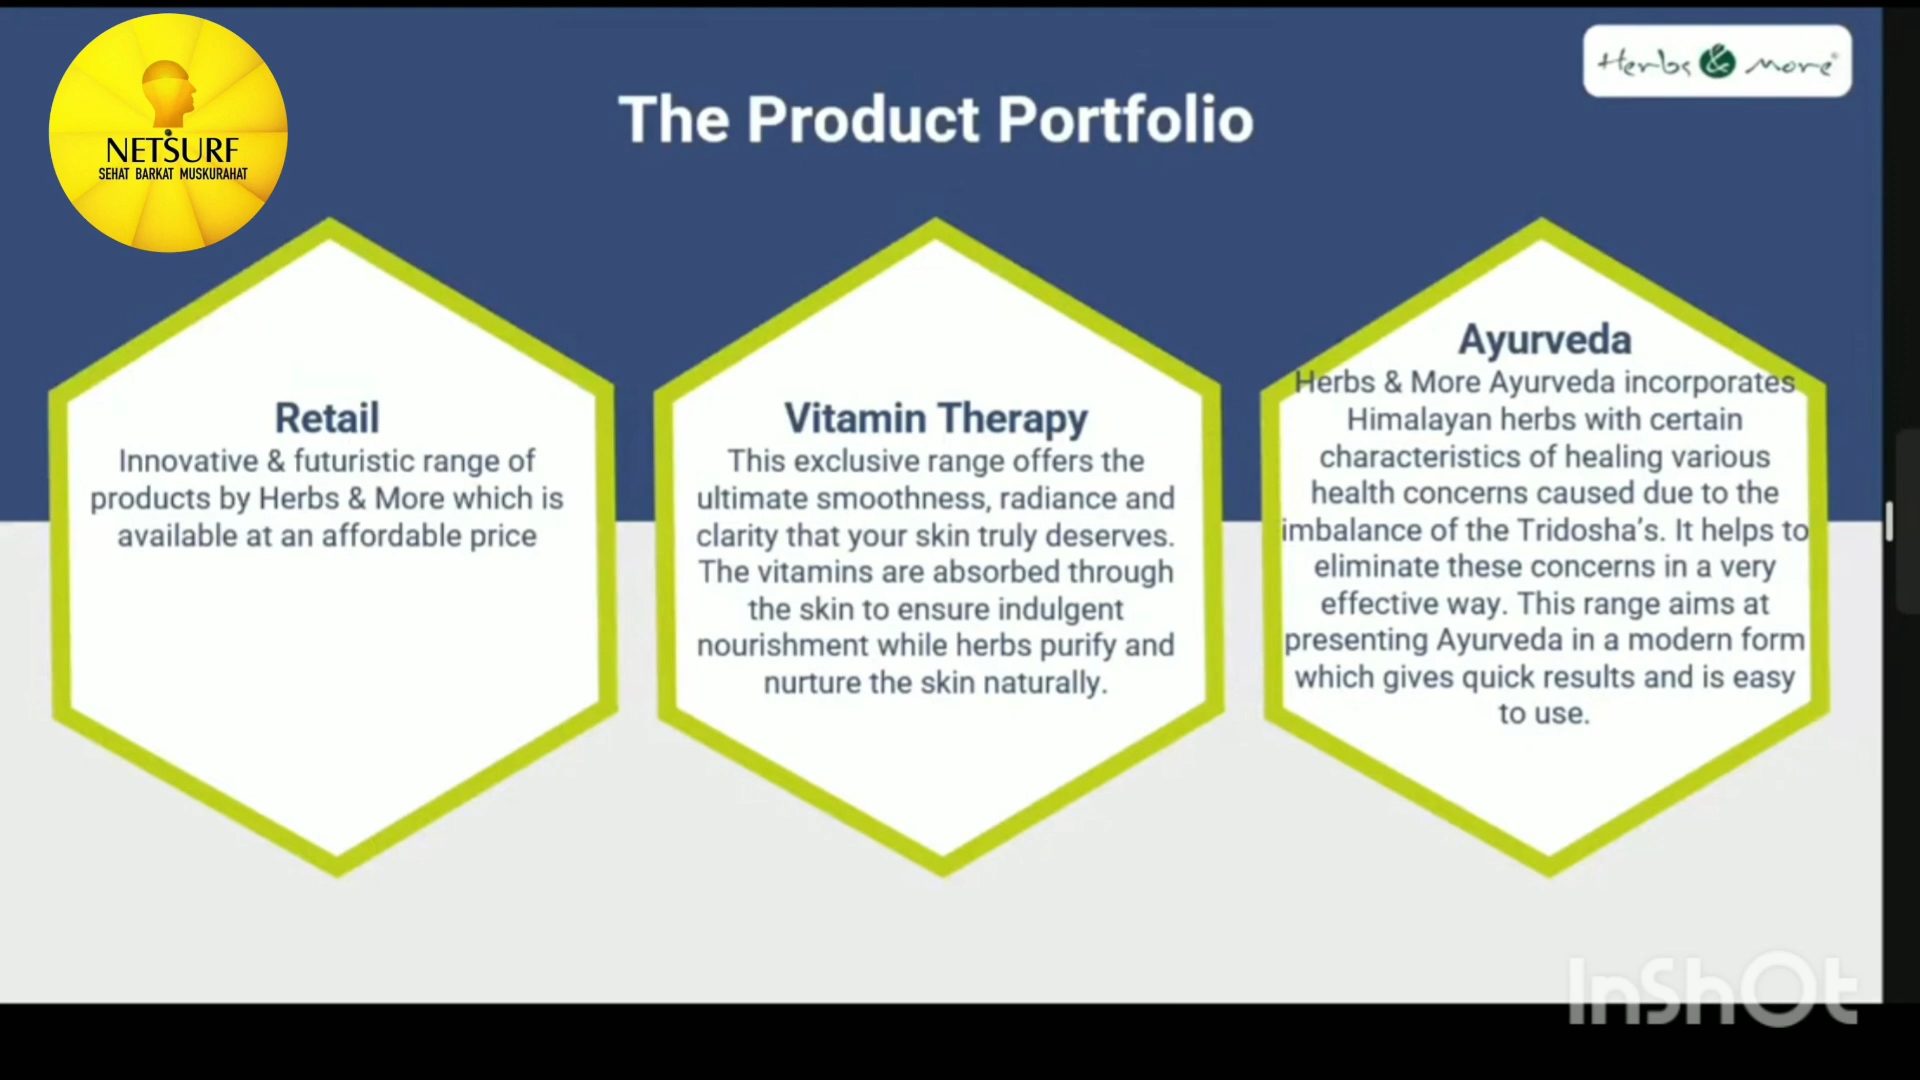 NETSURF
SEHAT BARKAT MUSKURAHAT
Herbs & More
The Product Portfolio
Retail
Innovative & futuristic range of
products by Herbs & More which is
available at an affordable price
Vitamin Therapy
This exclusive range offers the
ultimate smoothness, radiance and
clarity that your skin truly deserves.
The vitamins are absorbed through
the skin to ensure indulgent
nourishment while herbs purify and
nurture the skin naturally.
Ayurveda
Herbs & More Ayurveda incorporates
Himalayan herbs with certain
characteristics of healing various
health concerns caused due to the
imbalance of the Tridosha's. It helps to
eliminate these concerns in a very
effective way. This range aims at
presenting Ayurveda in a modern form
which gives quick results and is easy
to use.
InShOt